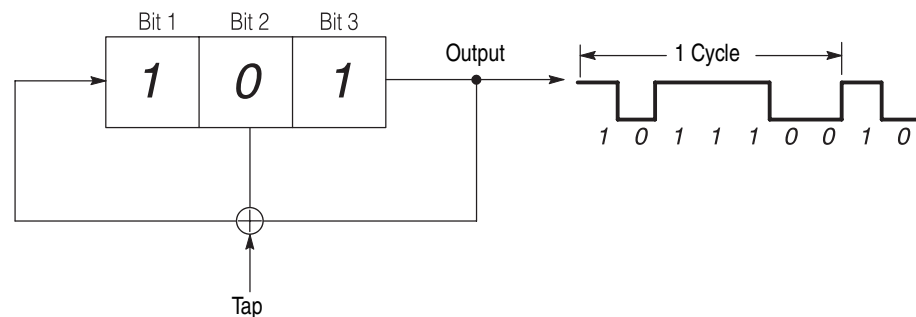 Bit 1 Bit 2 Bit 3
Output
1 Cycle
1 0 1
1 0 1 1 1 0 0 1 0
Tap